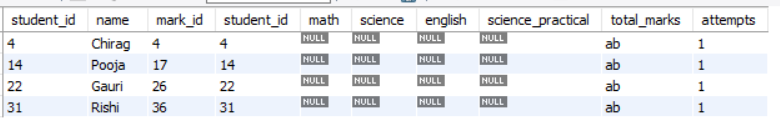 student_id name mark_id student_id math science english science_practical total_marks attempts
4 Chirag 4 4 NULL NULL NULL NULL ab 1
14 Pooja 17 14 NULL NULL NULL NULL ab 1
22 Gauri 26 22 NULL NULL NULL NULL ab 1
31 Rishi 36 31 NULL NULL NULL NULL ab 1